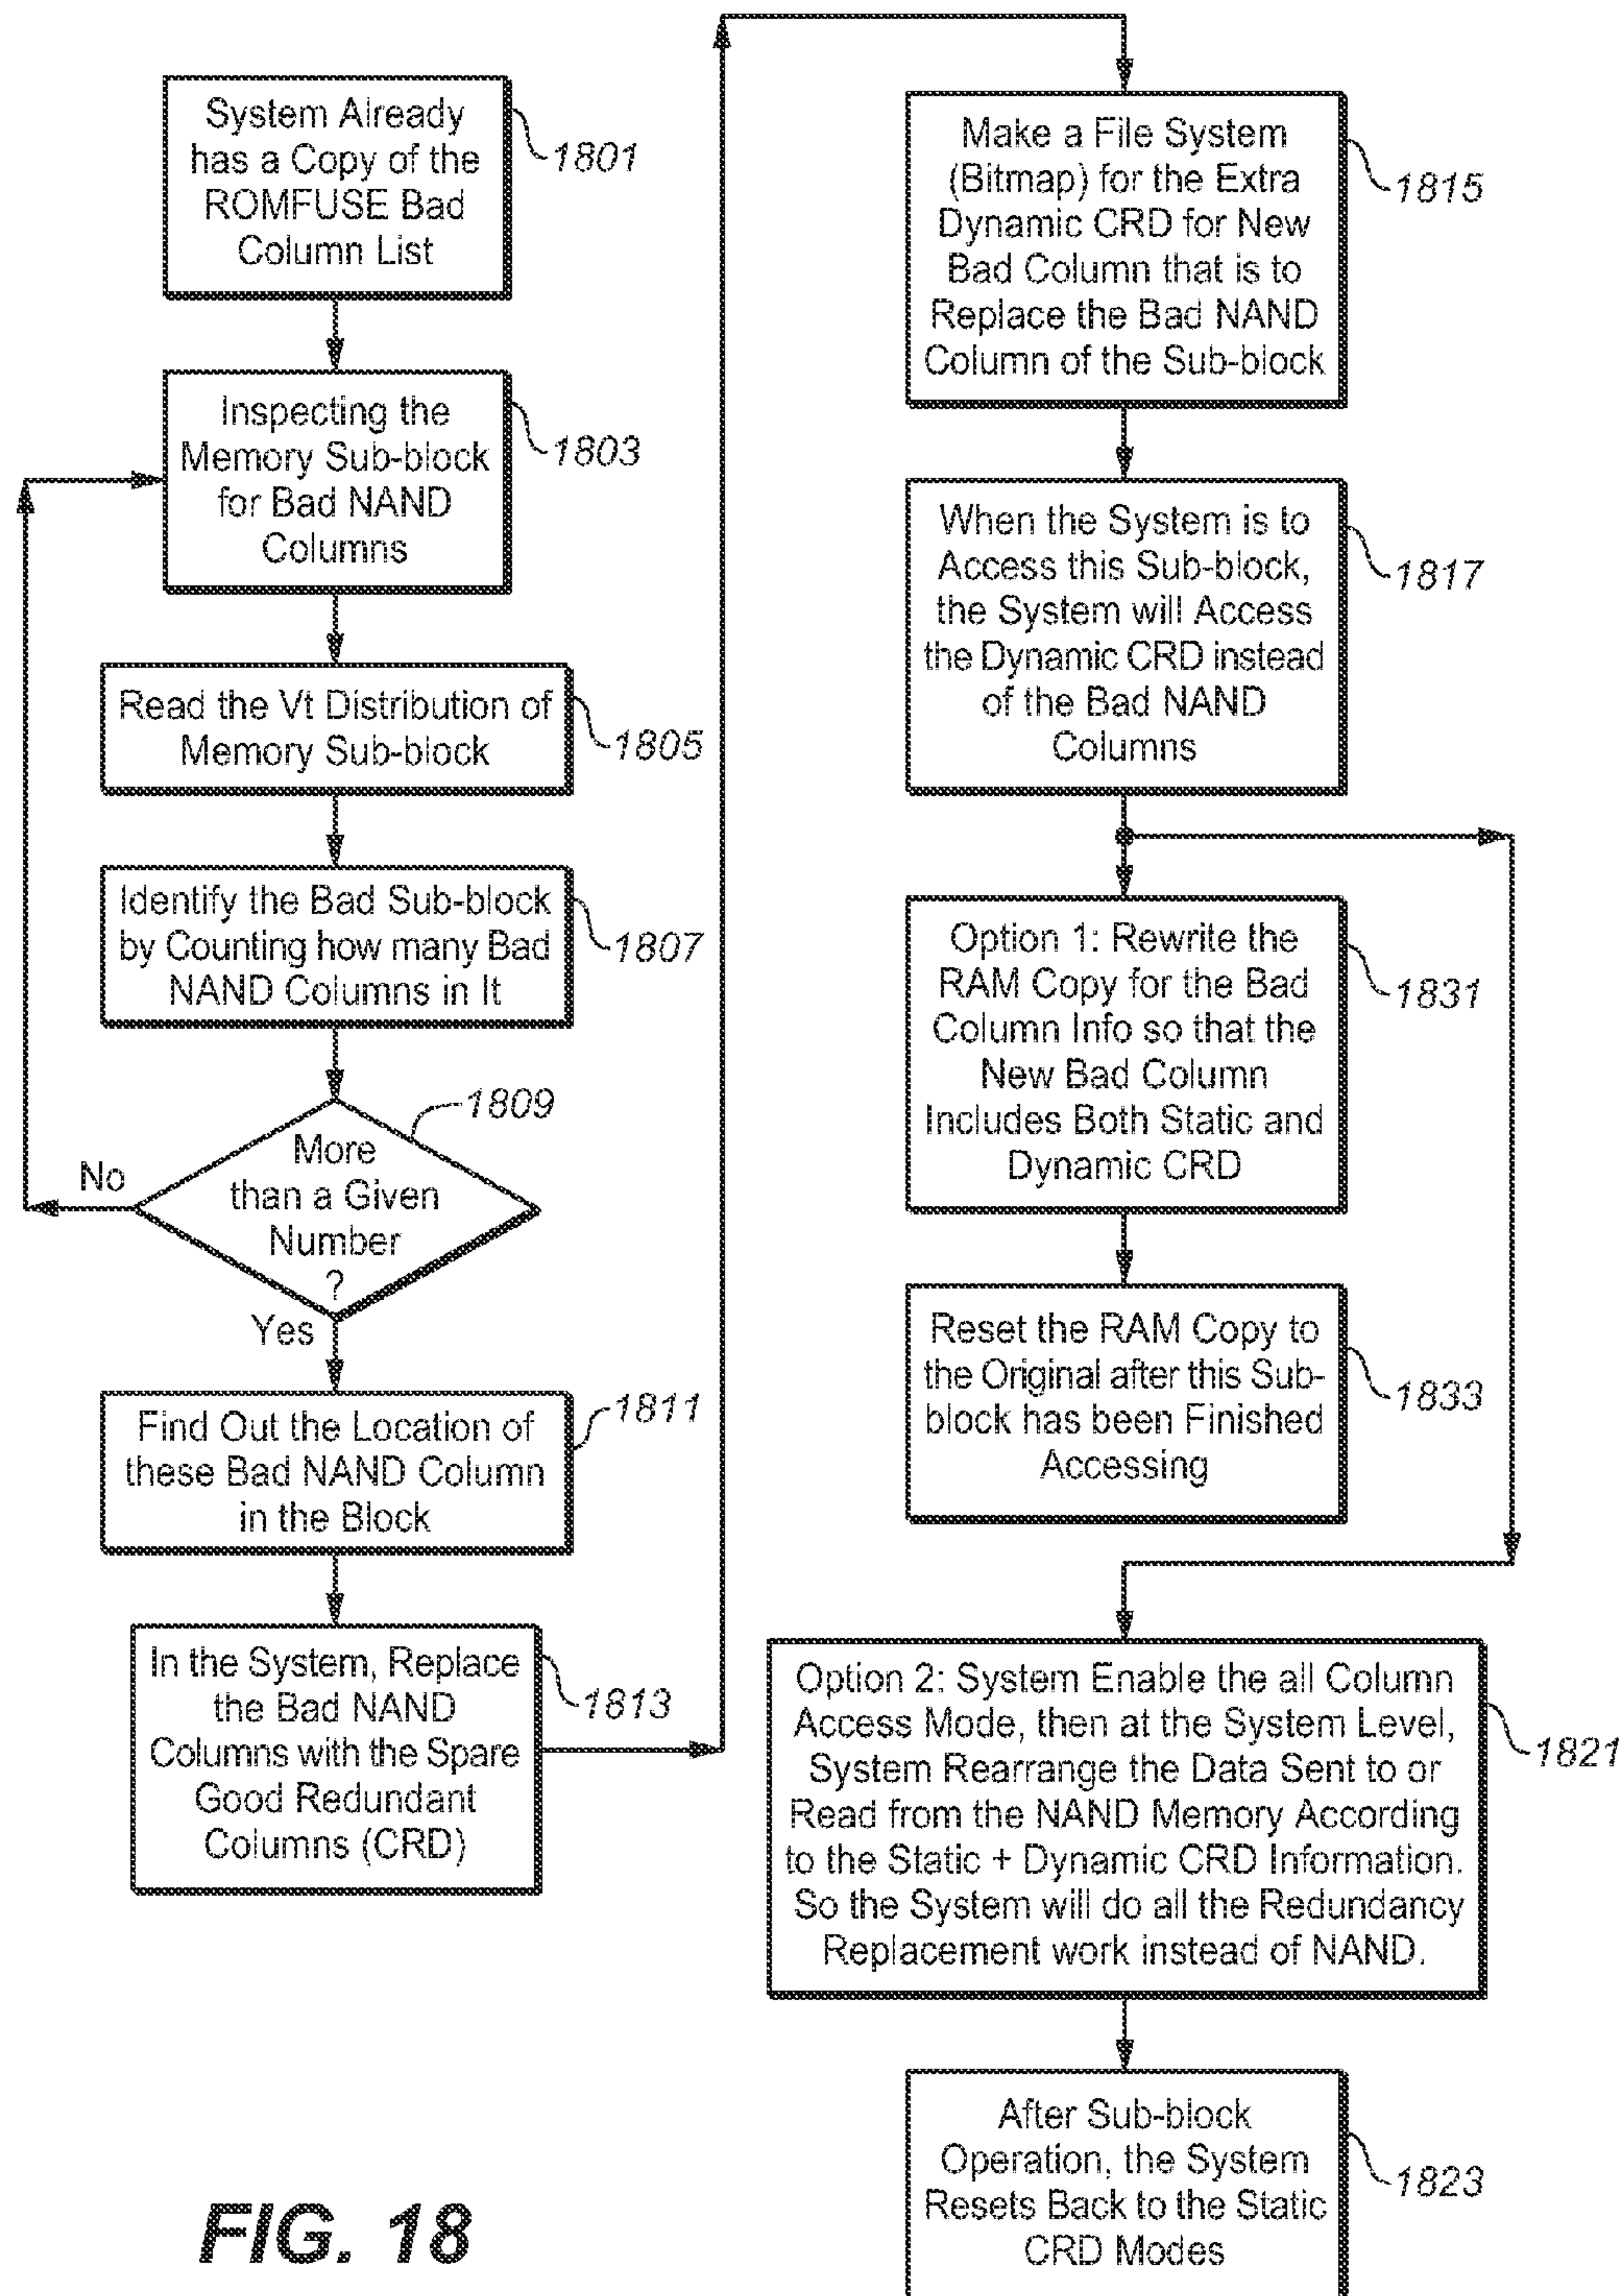 System Already
has a Copy of the
ROMFUSE Bad
Column List
1801
Inspecting the
Memory Sub-block
for Bad NAND
Columns
1803
Read the Vt Distribution of
Memory Sub-block
1805
Identify the Bad Sub-block
by Counting how many Bad
NAND Columns in It
1807
More
than a Given
Number
?
1809
No
Yes
Find Out the Location of
these Bad NAND Column
in the Block
1811
In the System, Replace
the Bad NAND
Columns with the Spare
Good Redundant
Columns (CRD)
1813
Make a File System
(Bitmap) for the Extra
Dynamic CRD for New
Bad Column that is to
Replace the Bad NAND
Column of the Sub-block
1815
When the System is to
Access this Sub-block,
the System will Access
the Dynamic CRD instead
of the Bad NAND
Columns
1817
Option 1: Rewrite the
RAM Copy for the Bad
Column Info so that the
New Bad Column
Includes Both Static and
Dynamic CRD
1831
Reset the RAM Copy to
the Original after this Sub-
block has been Finished
Accessing
1833
Option 2: System Enable the all Column
Access Mode, then at the System Level,
System Rearrange the Data Sent to or
Read from the NAND Memory According
to the Static + Dynamic CRD Information.
So the System will do all the Redundancy
Replacement work instead of NAND.
1821
After Sub-block
Operation, the System
Resets Back to the Static
CRD Modes
1823
FIG. 18